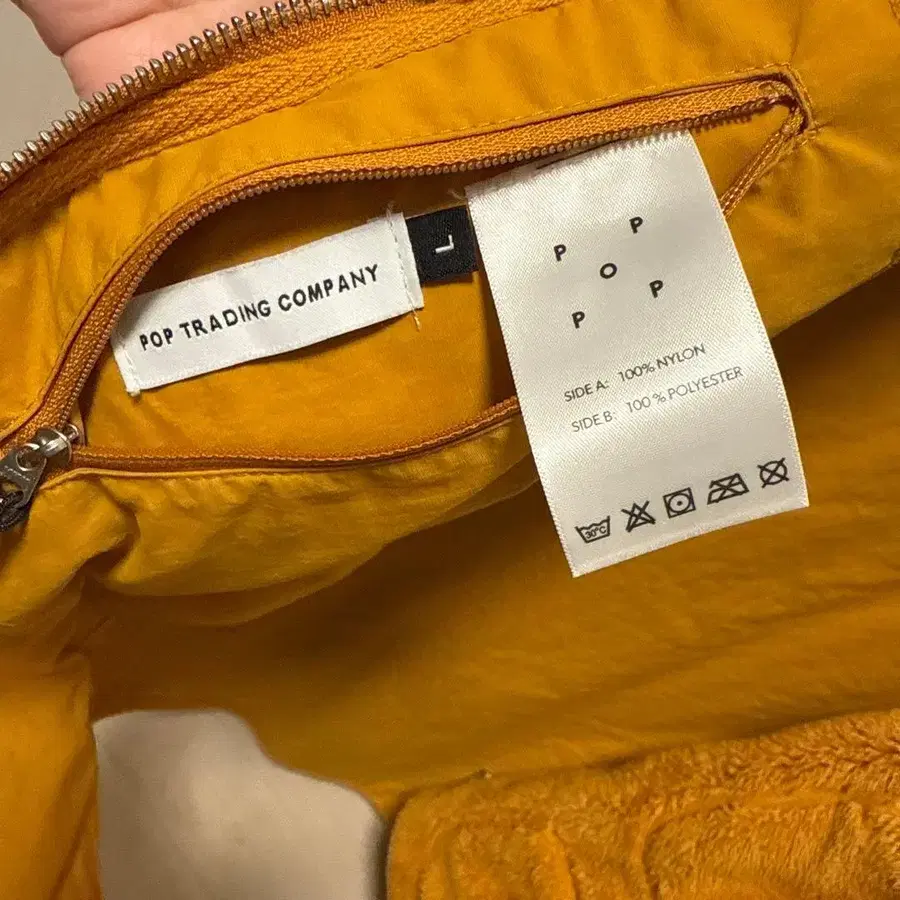 POP TRADING COMPANY
L
P P
O
P P
SIDE A: 100% NYLON
SIDE B: 100% POLYESTER
30°C